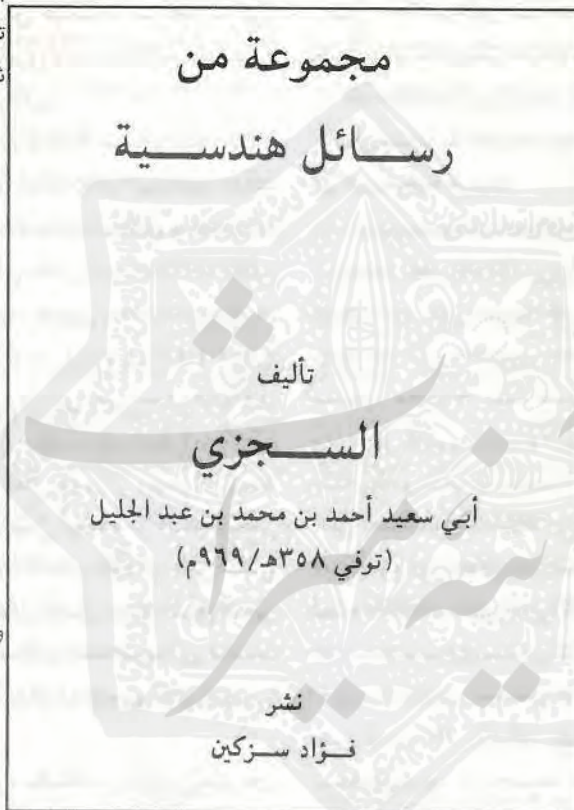 مجموعة من
رسائل هندسية
تأليف
السجزي
أبي سعيد أحمد بن محمد بن عبد الجليل
(توفي ٣٥٨هـ/٩٦٩م)
نشر
فؤاد سزكين